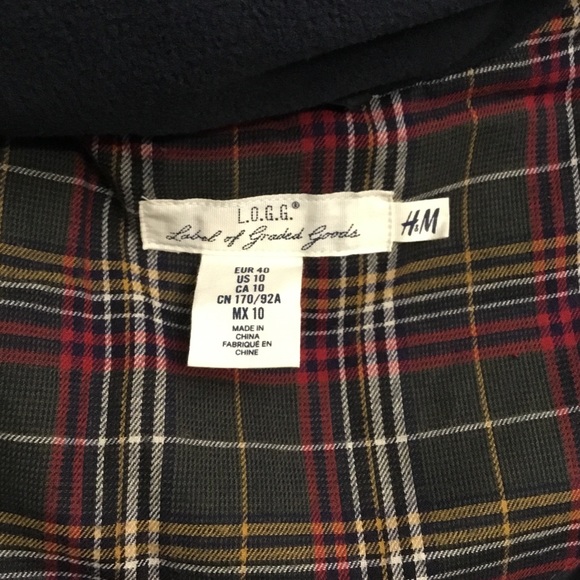 L.O.G.G.®
Label of Graded Goods
H&M
EUR 40
US 10
CA 10
CN 170/92A
MX 10
MADE IN
CHINA
FABRIQUÉ EN
CHINE